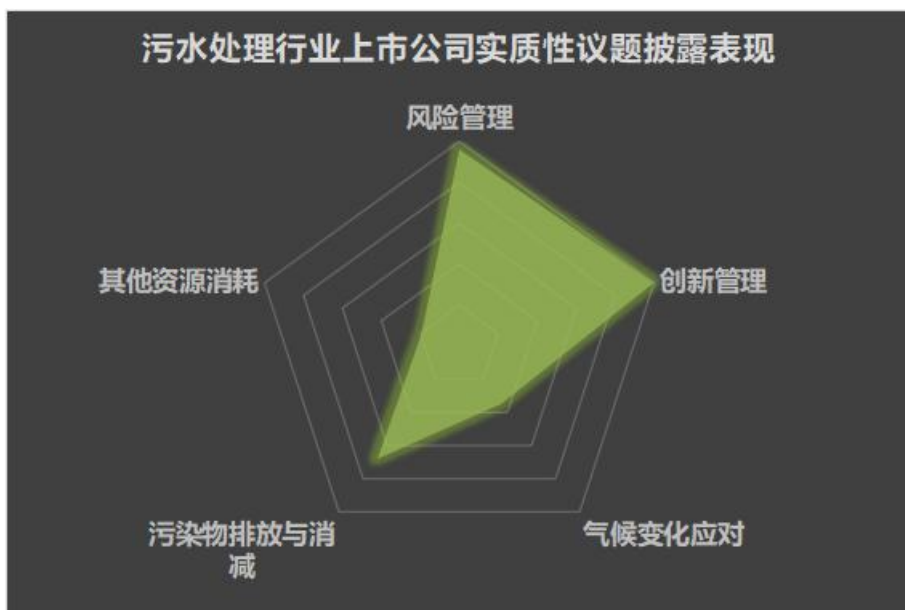 污水处理行业上市公司实质性议题披露表现
风险管理
其他资源消耗
创新管理
污染物排放与消
减
气候变化应对